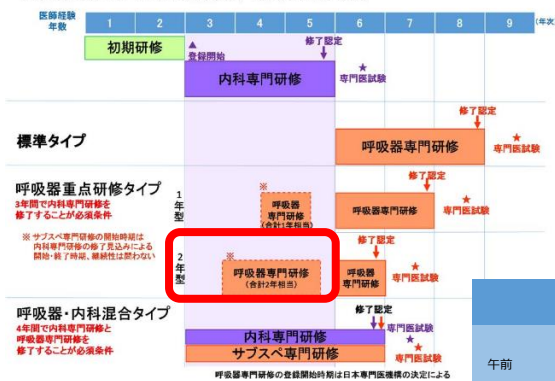 医師経験
年数
1 2 3 4 5 6 7 8 9 (年次)
初期研修
▲
登録開始
修了認定
内科専門研修
★
専門医試験
標準タイプ
修了認定
呼吸器専門研修
★
専門医試験
呼吸器重点研修タイプ
3年間で内科専門研修を
修了することが必須条件
※ サブスペ専門研修の開始時期は
内科専門研修の修了見込みによる
開始・終了時期、継続性は問わない
1年型
※
呼吸器
専門研修
(合計1年相当)
修了認定
呼吸器専門研修
★
専門医試験
2年型
※
呼吸器専門研修
(合計2年相当)
修了認定
呼吸器
専門研修
★
専門医試験
呼吸器・内科混合タイプ
4年間で内科専門研修と
呼吸器専門研修を
修了することが必須条件
修了認定
内科専門研修
★専門医試験
サブスペ専門研修
★
専門医試験
呼吸器専門研修の登録開始時期は日本専門医機構の決定による
午前